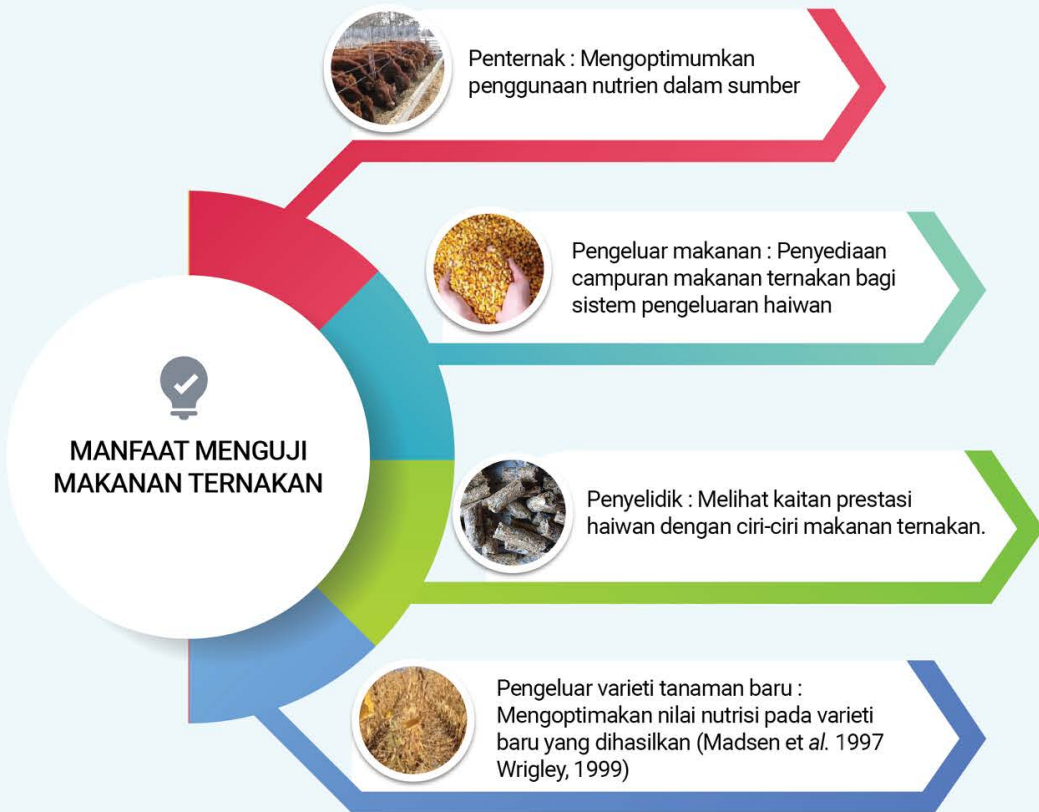 Penternak : Mengoptimumkan
penggunaan nutrien dalam sumber
Pengeluar makanan : Penyediaan
campuran makanan ternakan bagi
sistem pengeluaran haiwan
MANFAAT MENGUJI
MAKANAN TERNAKAN
Penyelidik : Melihat kaitan prestasi
haiwan dengan ciri-ciri makanan ternakan.
Pengeluar varieti tanaman baru :
Mengoptimakan nilai nutrisi pada varieti
baru yang dihasilkan (Madsen et al. 1997
Wrigley, 1999)